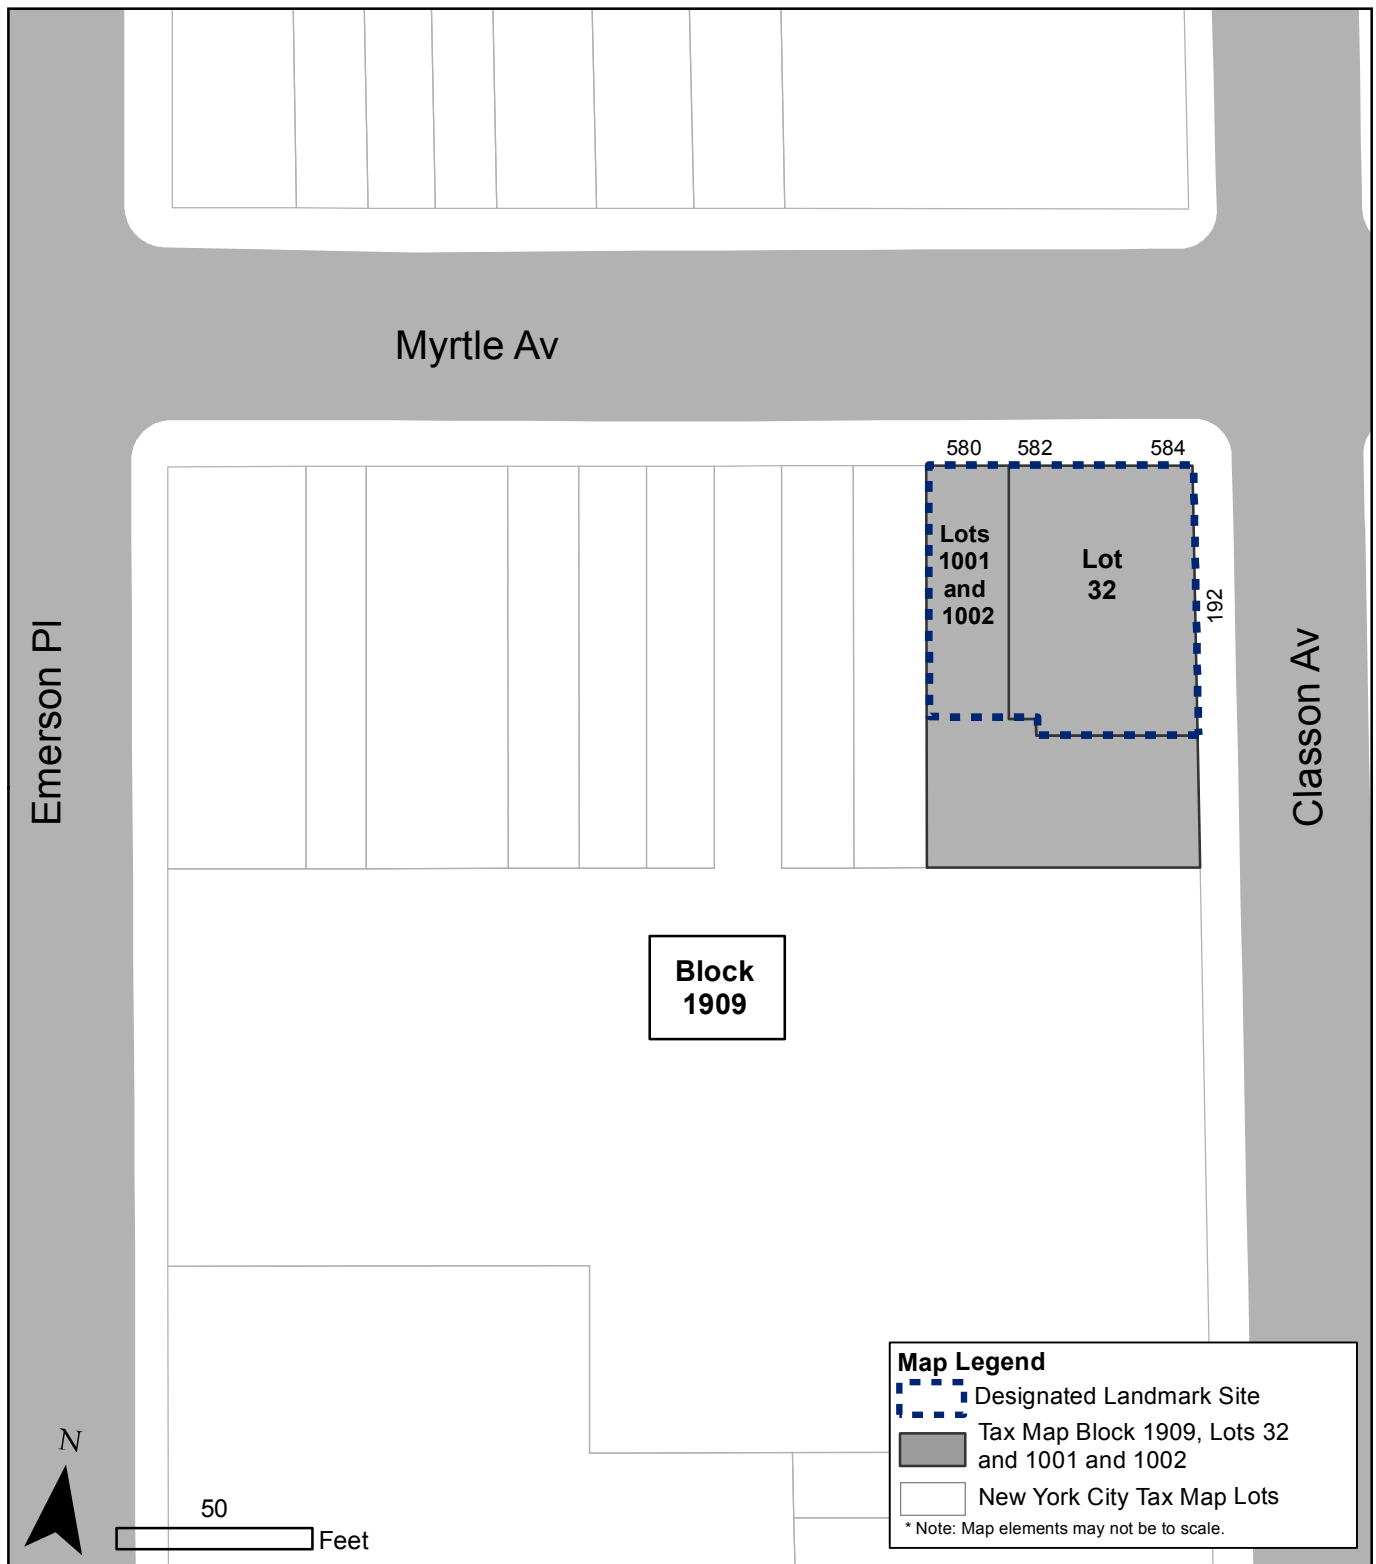 Myrtle Av
580 582 584
Lots
1001
and
1002
Lot
32
192
Emerson Pl
Classon Av
Block
1909
Map Legend
Designated Landmark Site
Tax Map Block 1909, Lots 32
and 1001 and 1002
New York City Tax Map Lots
* Note: Map elements may not be to scale.
N
50
Feet